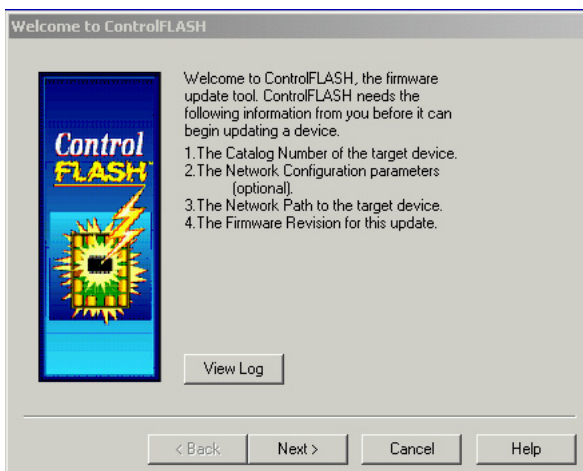 Welcome to ControlFLASH
Control
FLASH
Welcome to ControlFLASH, the firmware
update tool. ControlFLASH needs the
following information from you before it can
begin updating a device.
1.The Catalog Number of the target device.
2.The Network Configuration parameters
(optional).
3.The Network Path to the target device.
4.The Firmware Revision for this update.
View Log
< Back
Next >
Cancel
Help